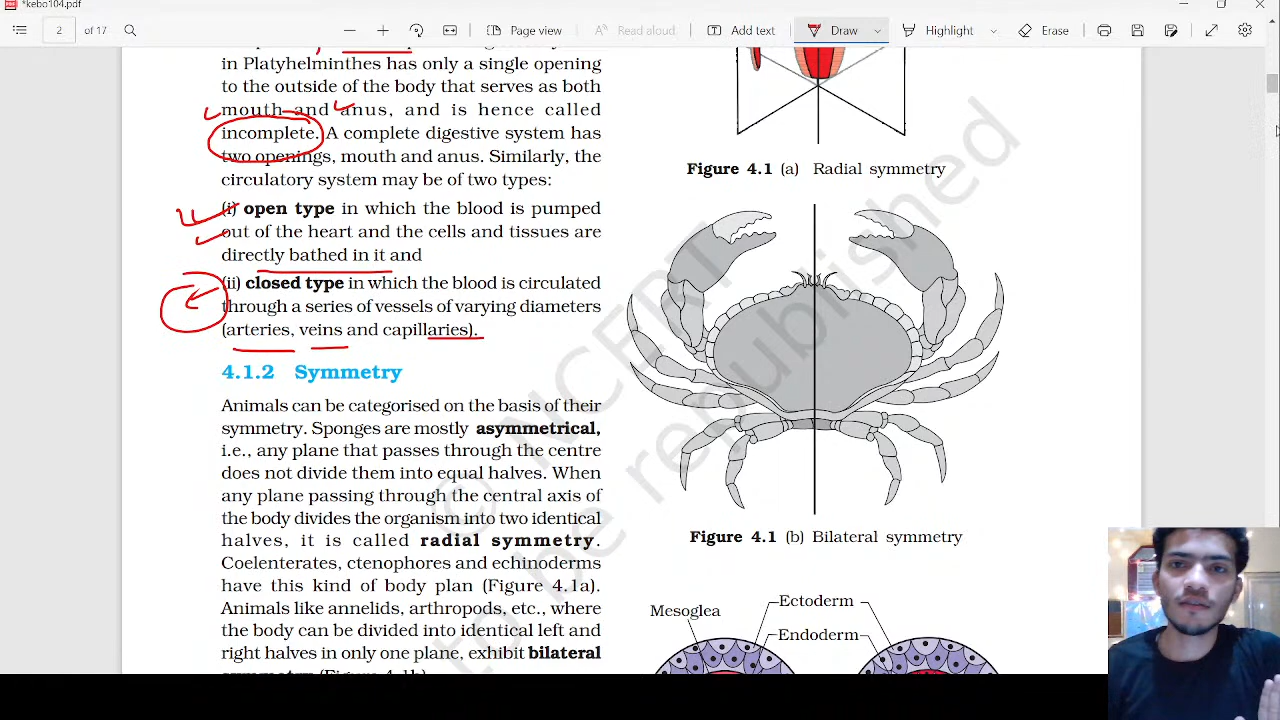 *kebo104.pdf
2 of 17
Page view
Read aloud
Add text
Draw
Highlight
Erase
in Platyhelminthes has only a single opening
to the outside of the body that serves as both
mouth and anus, and is hence called
incomplete. A complete digestive system has
two openings, mouth and anus. Similarly, the
circulatory system may be of two types:
(i) open type in which the blood is pumped
out of the heart and the cells and tissues are
directly bathed in it and
(ii) closed type in which the blood is circulated
through a series of vessels of varying diameters
(arteries, veins and capillaries).
4.1.2 Symmetry
Animals can be categorised on the basis of their
symmetry. Sponges are mostly asymmetrical,
i.e., any plane that passes through the centre
does not divide them into equal halves. When
any plane passing through the central axis of
the body divides the organism into two identical
halves, it is called radial symmetry.
Coelenterates, ctenophores and echinoderms
have this kind of body plan (Figure 4.1a).
Animals like annelids, arthropods, etc., where
the body can be divided into identical left and
right halves in only one plane, exhibit bilateral
symmetry (Figure 4.1b).
Figure 4.1 (a) Radial symmetry
Figure 4.1 (b) Bilateral symmetry
Mesoglea
Ectoderm
Endoderm
© NCERT
be republished